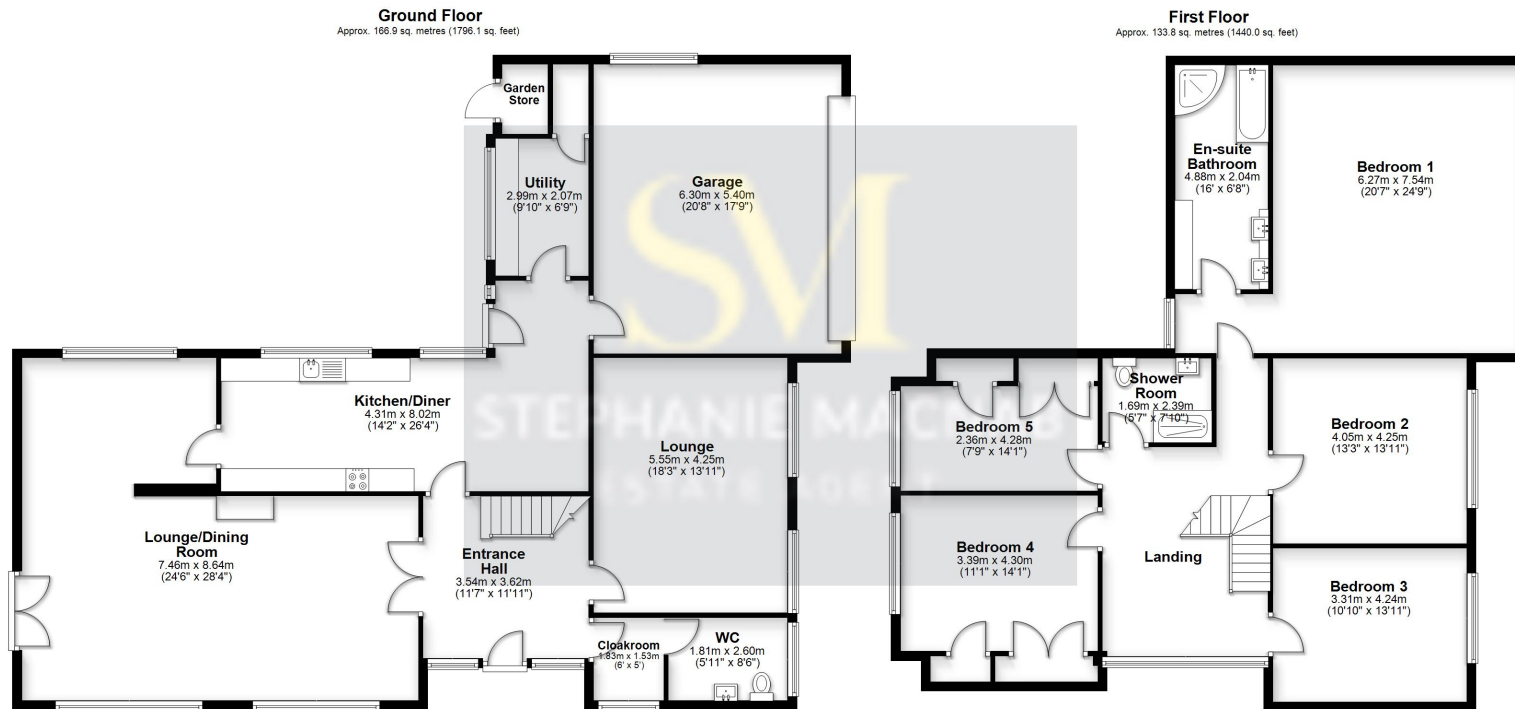 Ground Floor
Approx. 166.9 sq. metres (1796.1 sq. feet)
Garden
Store
Utility
2.99m x 2.07m
(9'10" x 6'9")
Garage
6.30m x 5.40m
(20'8" x 17'9")
Kitchen/Diner
4.31m x 8.02m
(14'2" x 26'4")
Lounge
5.55m x 4.25m
(18'3" x 13'11")
Lounge/Dining
Room
7.46m x 8.64m
(24'6" x 28'4")
Entrance
Hall
3.54m x 3.62m
(11'7" x 11'11")
Cloakroom
1.83m x 1.53m
(6' x 5')
WC
1.81m x 2.60m
(5'11" x 8'6")
First Floor
Approx. 133.8 sq. metres (1440.0 sq. feet)
En-suite
Bathroom
4.88m x 2.04m
(16' x 6'8")
Bedroom 1
6.27m x 7.54m
(20'7" x 24'9")
Shower
Room
1.69m x 2.39m
(5'7" x 7'10")
Bedroom 5
2.36m x 4.28m
(7'9" x 14'1")
Bedroom 2
4.05m x 4.25m
(13'3" x 13'11")
Bedroom 4
3.39m x 4.30m
(11'1" x 14'1")
Landing
Bedroom 3
3.31m x 4.24m
(10'10" x 13'11")
SM
STEPHANIE MACNAB
ESTATE AGENT